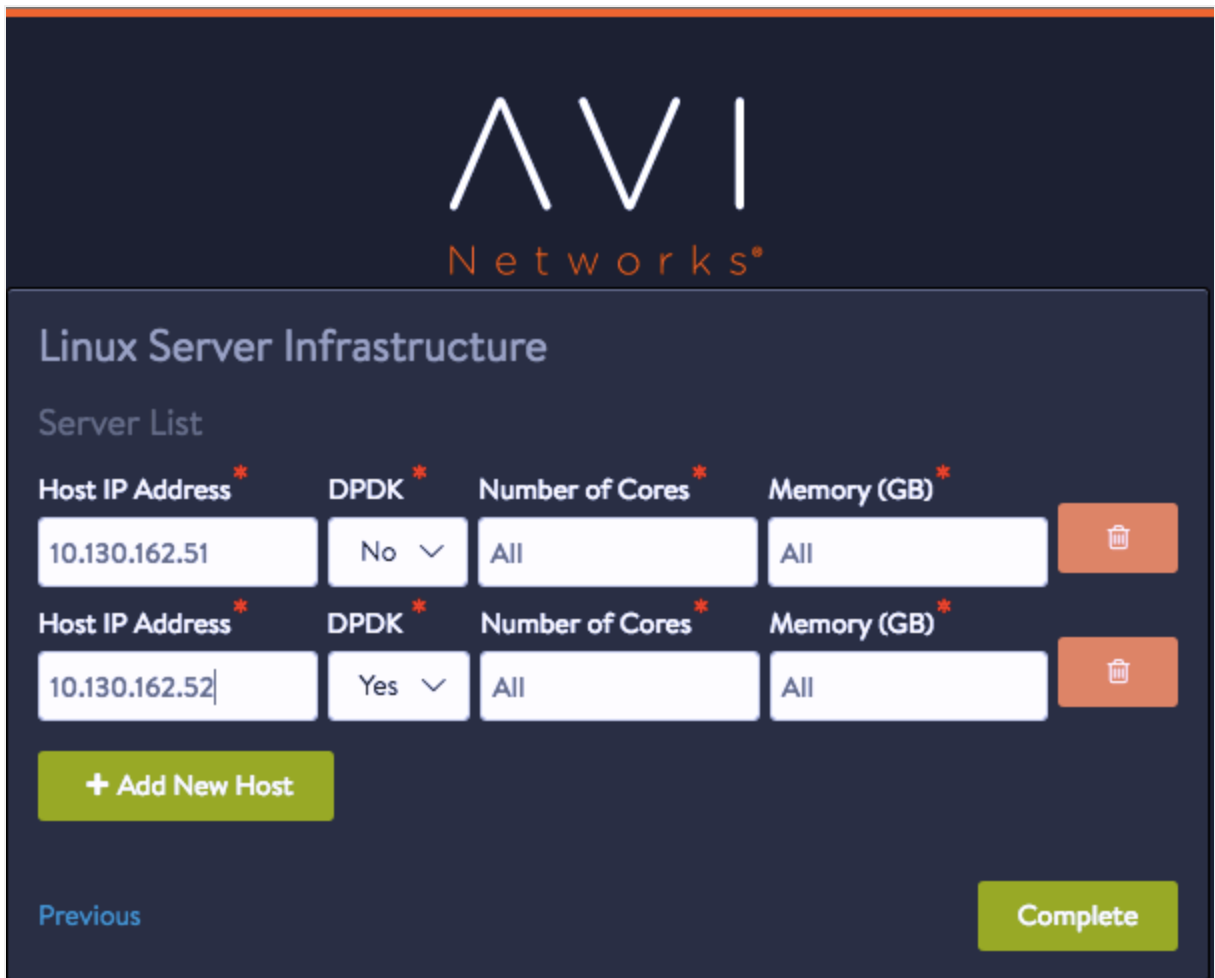 AVI
Networks®
Linux Server Infrastructure
Server List
Host IP Address* DPDK* Number of Cores* Memory (GB)*
10.130.162.51 No All All
Host IP Address* DPDK* Number of Cores* Memory (GB)*
10.130.162.52 Yes All All
+ Add New Host
Previous Complete